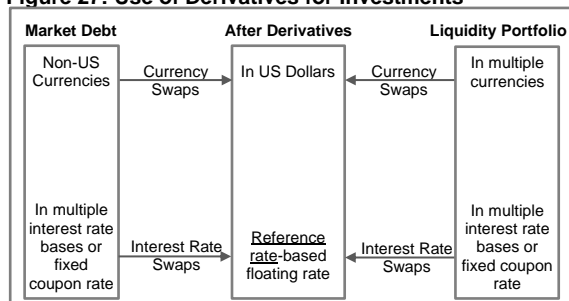 Figure 27: Use of Derivatives for Investments
Market Debt
After Derivatives
Liquidity Portfolio
Non-US
Currencies
Currency
Swaps
In US Dollars
Currency
Swaps
In multiple
currencies
In multiple
interest rate
bases or
fixed
coupon rate
Interest Rate
Swaps
Reference
rate-based
floating rate
Interest Rate
Swaps
In multiple
interest rate
bases or
fixed coupon
rate